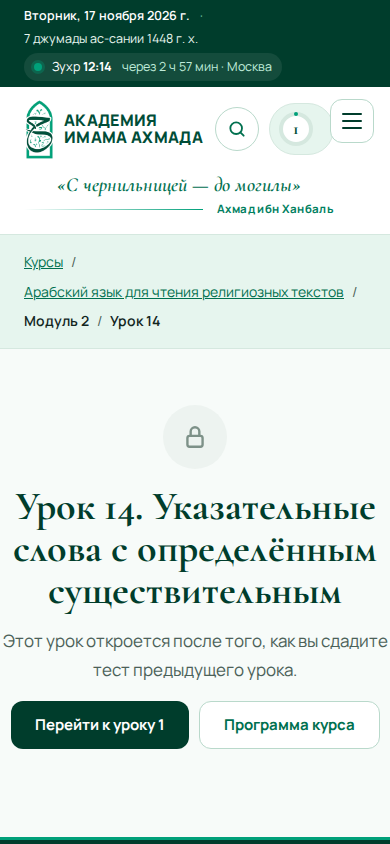 Вторник, 17 ноября 2026 г. ·
7 джумады ас-сании 1448 г. х.
Зухр 12:14 через 2 ч 57 мин · Москва
АКАДЕМИЯ
ИМАМА АХМАДА
1
«С чернильницей — до могилы»
Ахмад ибн Ханбаль
Курсы /
Арабский язык для чтения религиозных текстов /
Модуль 2 / Урок 14
Урок 14. Указательные
слова с определённым
существительным
Этот урок откроется после того, как вы сдадите
тест предыдущего урока.
Перейти к уроку 1
Программа курса